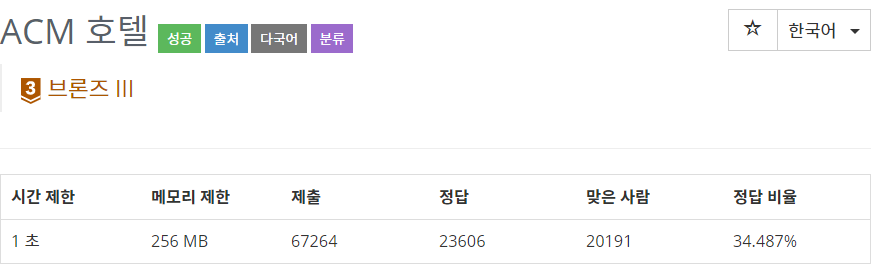 ACM 호텔 성공 출처 다국어 분류 ☆ 한국어
3 브론즈 III
시간 제한 메모리 제한 제출 정답 맞은 사람 정답 비율
1 초 256 MB 67264 23606 20191 34.487%